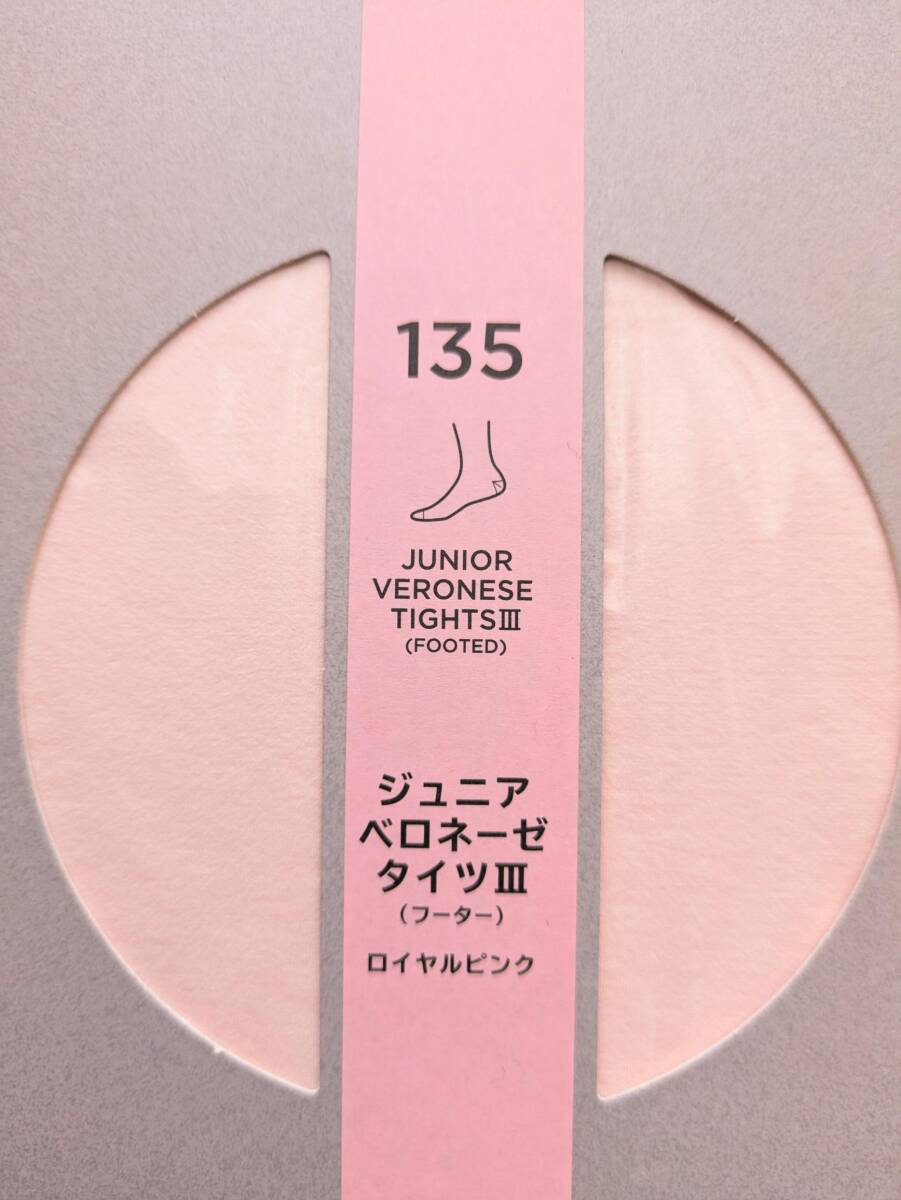 135
JUNIOR
VERONESE
TIGHTSⅢ
(FOOTED)
ジュニア
ベロネーゼ
タイツⅢ
(フーター)
ロイヤルピンク